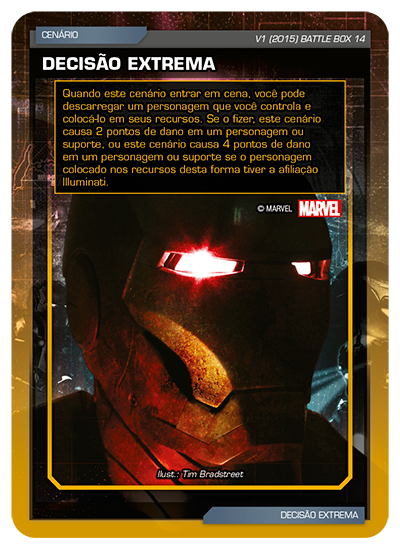 CENÁRIO
V1 (2015) BATTLE BOX 14
DECISÃO EXTREMA
Quando este cenário entrar em cena, você pode
descarregar um personagem que você controla e
colocá-lo em seus recursos. Se o fizer, este cenário
causa 2 pontos de dano em um personagem ou
suporte, ou este cenário causa 4 pontos de dano
em um personagem ou suporte se o personagem
colocado nos recursos desta forma tiver a afiliação
Illuminati.
© MARVEL MARVEL
Ilust.: Tim Bradstreet
DECISÃO EXTREMA